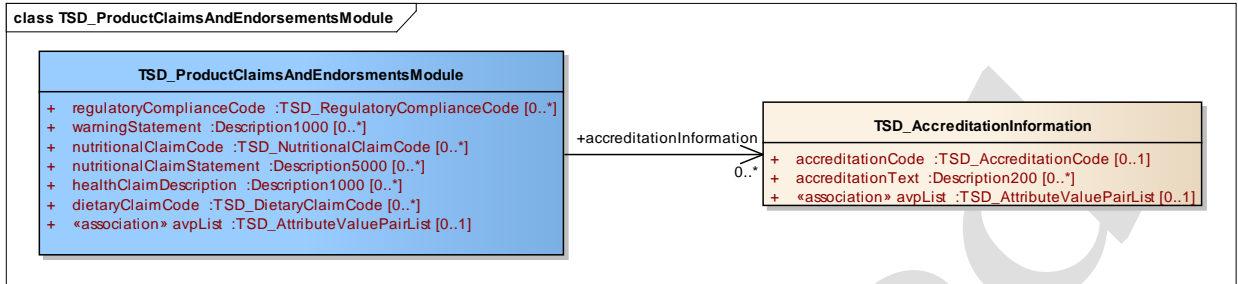 class TSD_ProductClaimsAndEndorsementsModule
TSD_ProductClaimsAndEndorsmentsModule
+ regulatoryComplianceCode :TSD_RegulatoryComplianceCode [0..*]
+ warningStatement :Description1000 [0..*]
+ nutritionalClaimCode :TSD_NutritionalClaimCode [0..*]
+ nutritionalClaimStatement :Description5000 [0..*]
+ healthClaimDescription :Description1000 [0..*]
+ dietaryClaimCode :TSD_DietaryClaimCode [0..*]
+ «association» avpList :TSD_AttributeValuePairList [0..1]
+accreditationInformation
0..*
TSD_AccreditationInformation
+ accreditationCode :TSD_AccreditationCode [0..1]
+ accreditationText :Description200 [0..*]
+ «association» avpList :TSD_AttributeValuePairList [0..1]